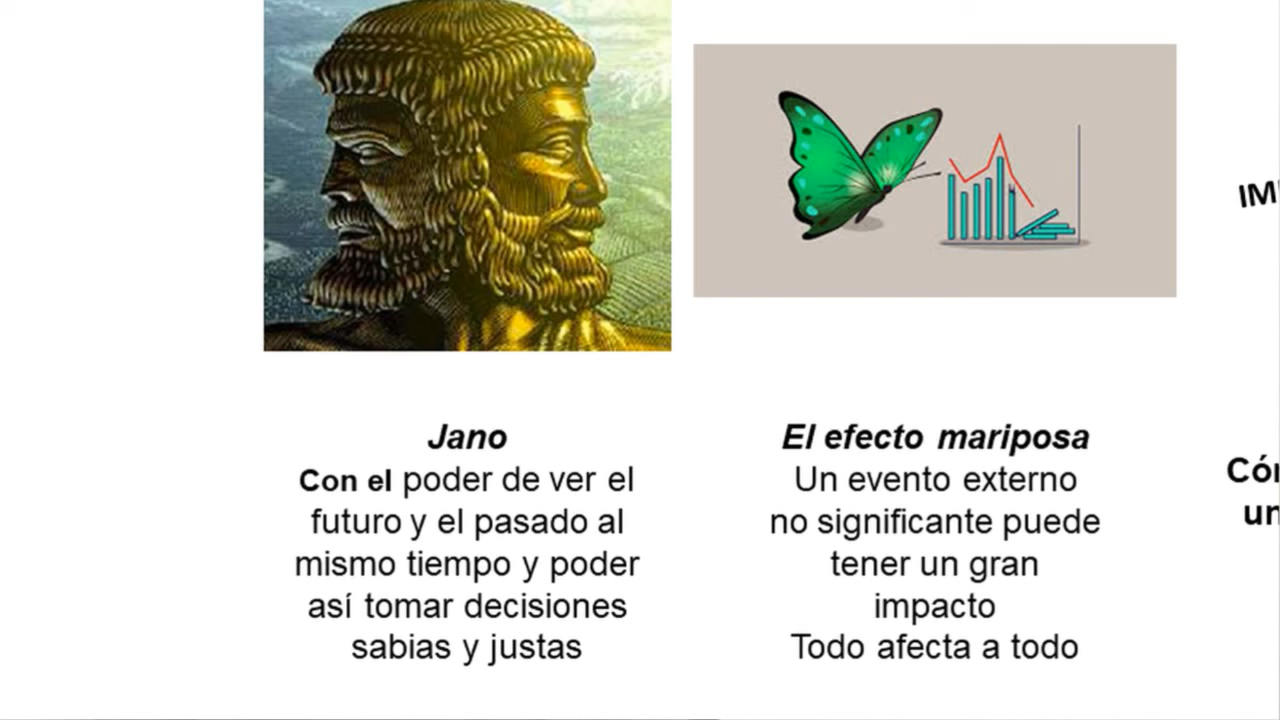 Jano
Con el poder de ver el
futuro y el pasado al
mismo tiempo y poder
así tomar decisiones
sabias y justas
El efecto mariposa
Un evento externo
no significante puede
tener un gran
impacto
Todo afecta a todo